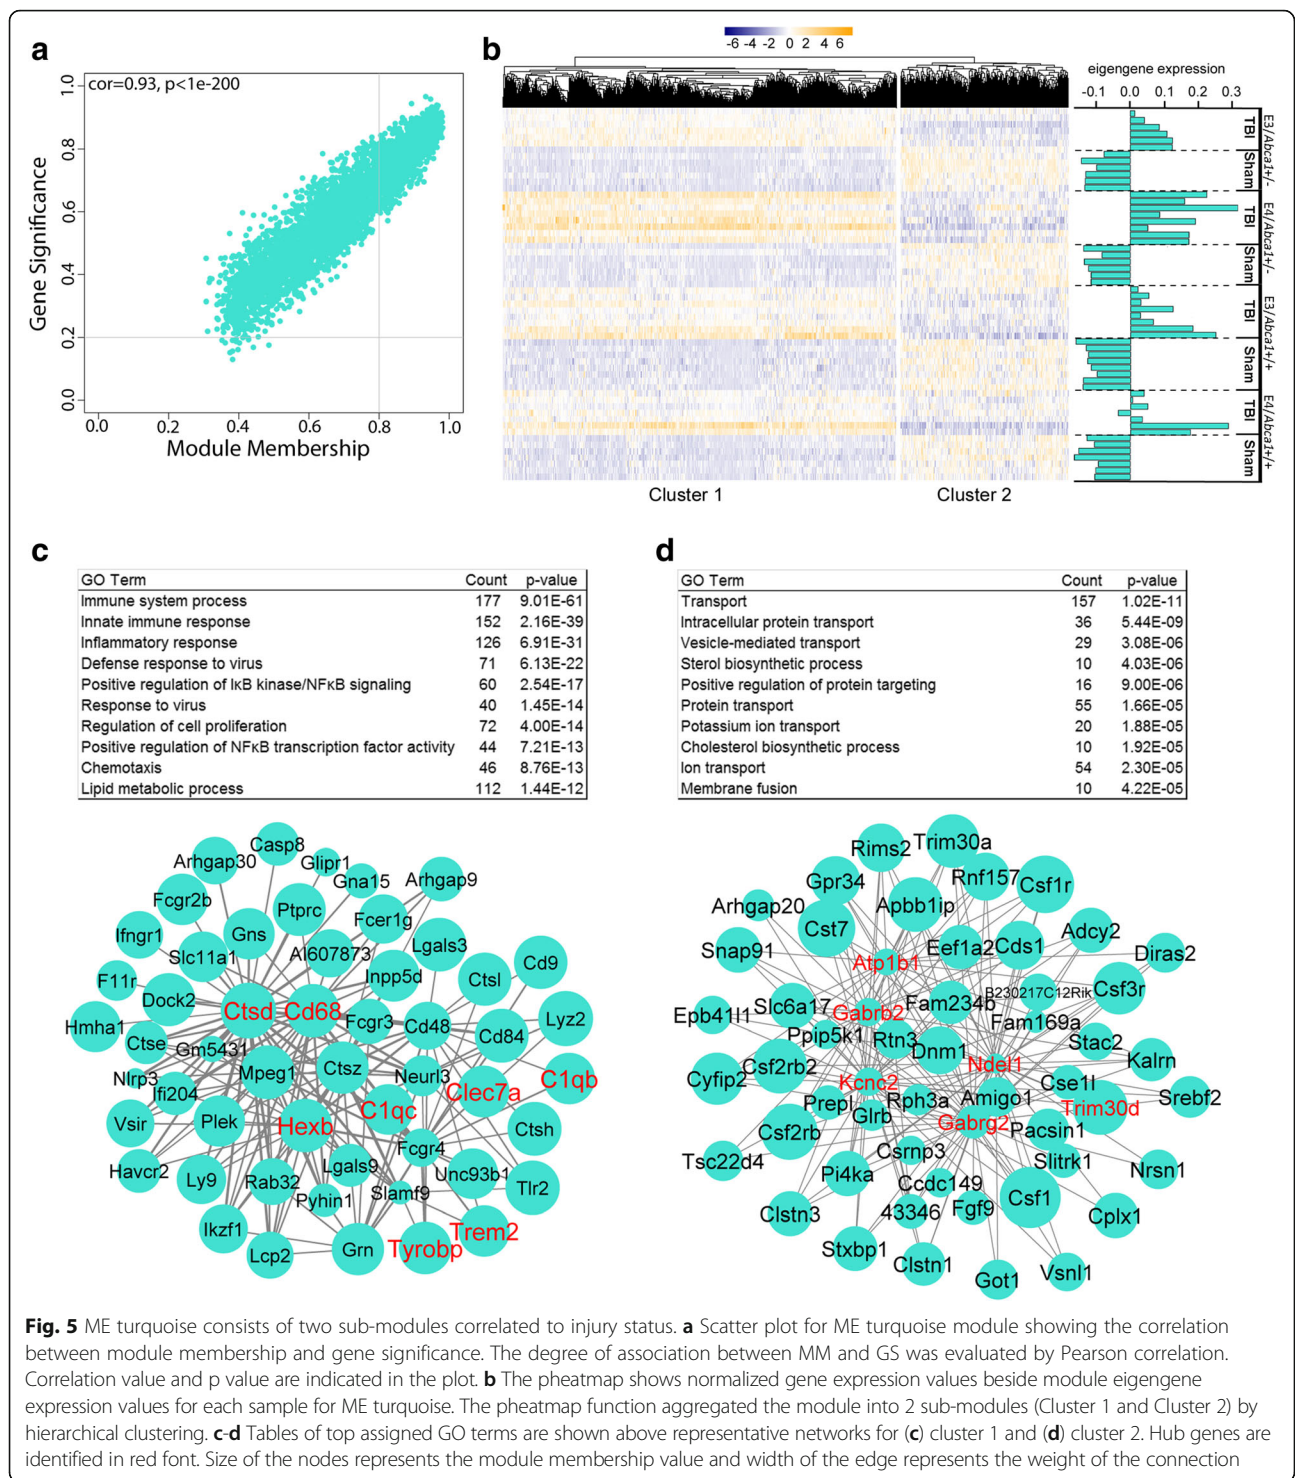 a
cor=0.93, p<1e-200
Gene Significance
0.0 0.2 0.4 0.6 0.8 1.0
0.0 0.2 0.4 0.6 0.8 1.0
Module Membership
b
-6 -4 -2 0 2 4 6
eigengene expression
-0.1 0.0 0.1 0.2 0.3
TBI
Sham
E3/Abca1+/-
TBI
Sham
E4/Abca1+/-
TBI
Sham
E3/Abca1+/+
TBI
Sham
E4/Abca1+/+
Cluster 1
Cluster 2
c
GO Term Count p-value
Immune system process 177 9.01E-61
Innate immune response 152 2.16E-39
Inflammatory response 126 6.91E-31
Defense response to virus 71 6.13E-22
Positive regulation of IκB kinase/NFκB signaling 60 2.54E-17
Response to virus 40 1.45E-14
Regulation of cell proliferation 72 4.00E-14
Positive regulation of NFκB transcription factor activity 44 7.21E-13
Chemotaxis 46 8.76E-13
Lipid metabolic process 112 1.44E-12
Casp8
Arhgap30
Glipr1
Gna15
Arhgap9
Fcgr2b
Ptprc
Fcer1g
Ifngr1
Gns
Lgals3
Slc11a1
AI607873
Cd9
F11r
Inpp5d
Ctsl
Dock2
Ctsd
Cd68
Fcgr3
Cd48
Lyz2
Hmha1
Cd84
Ctse
Gm5431
Nlrp3
Mpeg1
Ctsz
Neurl3
C1qb
Ifi204
Clec7a
Vsir
Plek
Hexb
C1qc
Ctsh
Fcgr4
Havcr2
Ly9
Rab32
Lgals9
Unc93b1
Pyhin1
Slamf9
Tlr2
Ikzf1
Lcp2
Grn
Tyrobp
Trem2
d
GO Term Count p-value
Transport 157 1.02E-11
Intracellular protein transport 36 5.44E-09
Vesicle-mediated transport 29 3.08E-06
Sterol biosynthetic process 10 4.03E-06
Positive regulation of protein targeting 16 9.00E-06
Protein transport 55 1.66E-05
Potassium ion transport 20 1.88E-05
Cholesterol biosynthetic process 10 1.92E-05
Ion transport 54 2.30E-05
Membrane fusion 10 4.22E-05
Rims2
Trim30a
Gpr34
Rnf157
Csf1r
Arhgap20
Apbb1ip
Cst7
Snap91
Eef1a2
Cds1
Adcy2
Diras2
Atp1b1
B230217C12Rik
Csf3r
Epb41l1
Slc6a17
Gabrb2
Fam234b
Fam169a
Ppip5k1
Rtn3
Dnm1
Stac2
Kalrn
Cyfip2
Csf2rb2
Kcnc2
Ndel1
Cse1l
Srebf2
Prepl
Rph3a
Amigo1
Trim30d
Glrb
Csf2rb
Gabrg2
Pacsin1
Tsc22d4
Csrnp3
Slitrk1
Nrsn1
Pi4ka
Ccdc149
Csf1
Clstn3
43346
Fgf9
Cplx1
Stxbp1
Clstn1
Got1
Vsnl1
Fig. 5 ME turquoise consists of two sub-modules correlated to injury status. a Scatter plot for ME turquoise module showing the correlation
between module membership and gene significance. The degree of association between MM and GS was evaluated by Pearson correlation.
Correlation value and p value are indicated in the plot. b The pheatmap shows normalized gene expression values beside module eigengene
expression values for each sample for ME turquoise. The pheatmap function aggregated the module into 2 sub-modules (Cluster 1 and Cluster 2) by
hierarchical clustering. c-d Tables of top assigned GO terms are shown above representative networks for (c) cluster 1 and (d) cluster 2. Hub genes are
identified in red font. Size of the nodes represents the module membership value and width of the edge represents the weight of the connection